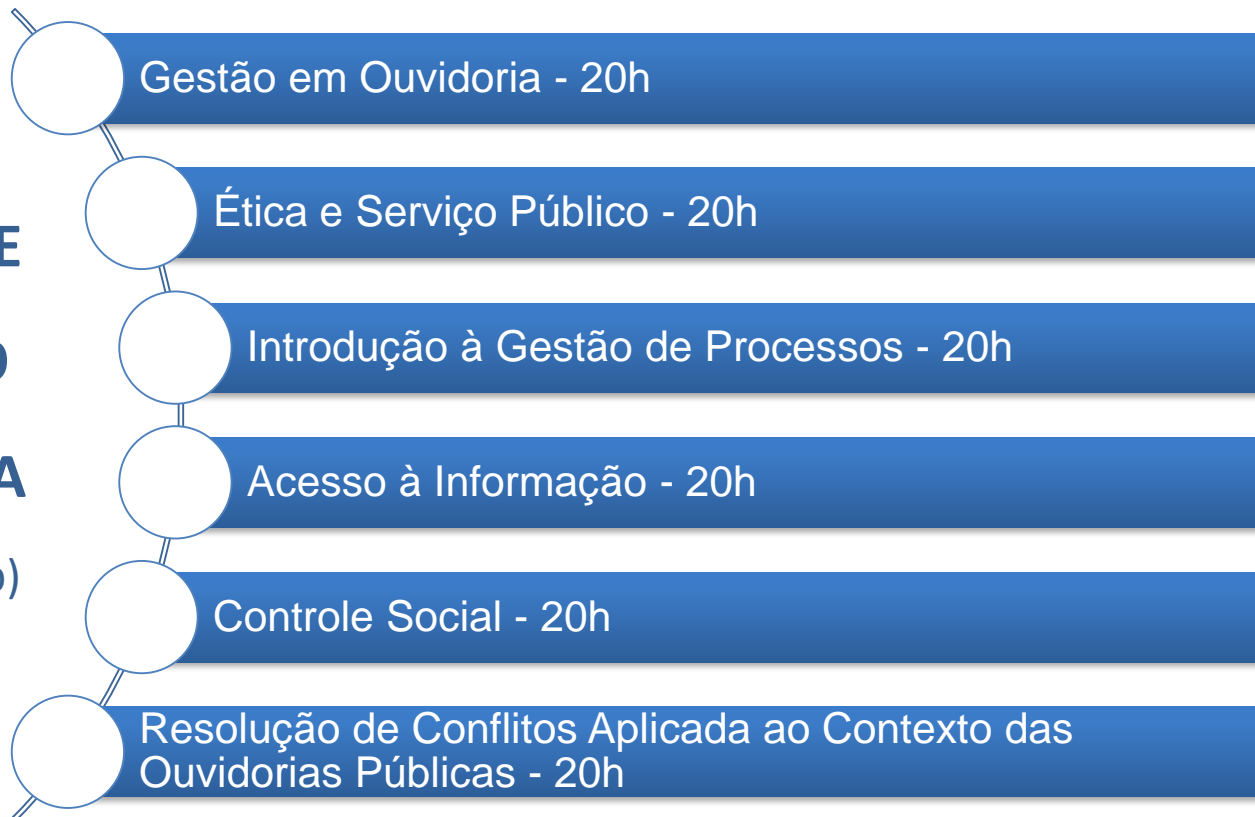 Gestão em Ouvidoria - 20h
Ética e Serviço Público - 20h
E
Introdução à Gestão de Processos - 20h
Acesso à Informação - 20h
A
Controle Social - 20h
Resolução de Conflitos Aplicada ao Contexto das
Ouvidorias Públicas - 20h